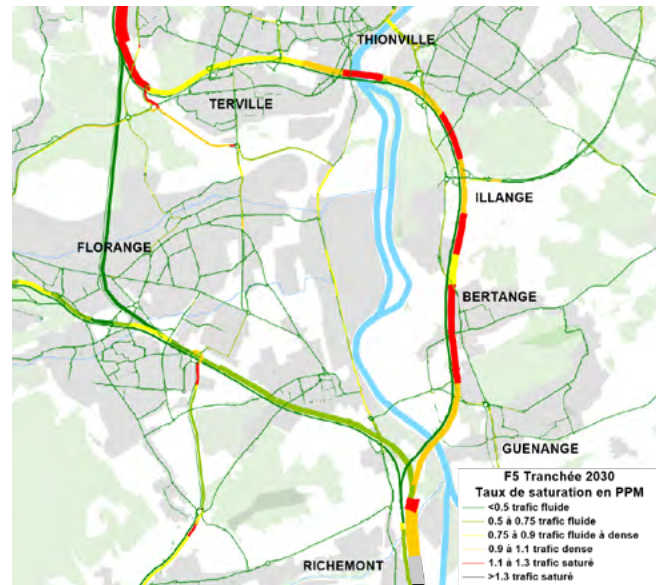 THIONVILLE
TERVILLE
ILLANGE
FLORANGE
BERTANGE
GUENANGE
RICHEMONT
F5 Tranchée 2030
Taux de saturation en PPM
<0.5 trafic fluide
0.5 à 0.75 trafic fluide
0.75 à 0.9 trafic fluide à dense
0.9 à 1.1 trafic dense
1.1 à 1.3 trafic saturé
>1.3 trafic saturé